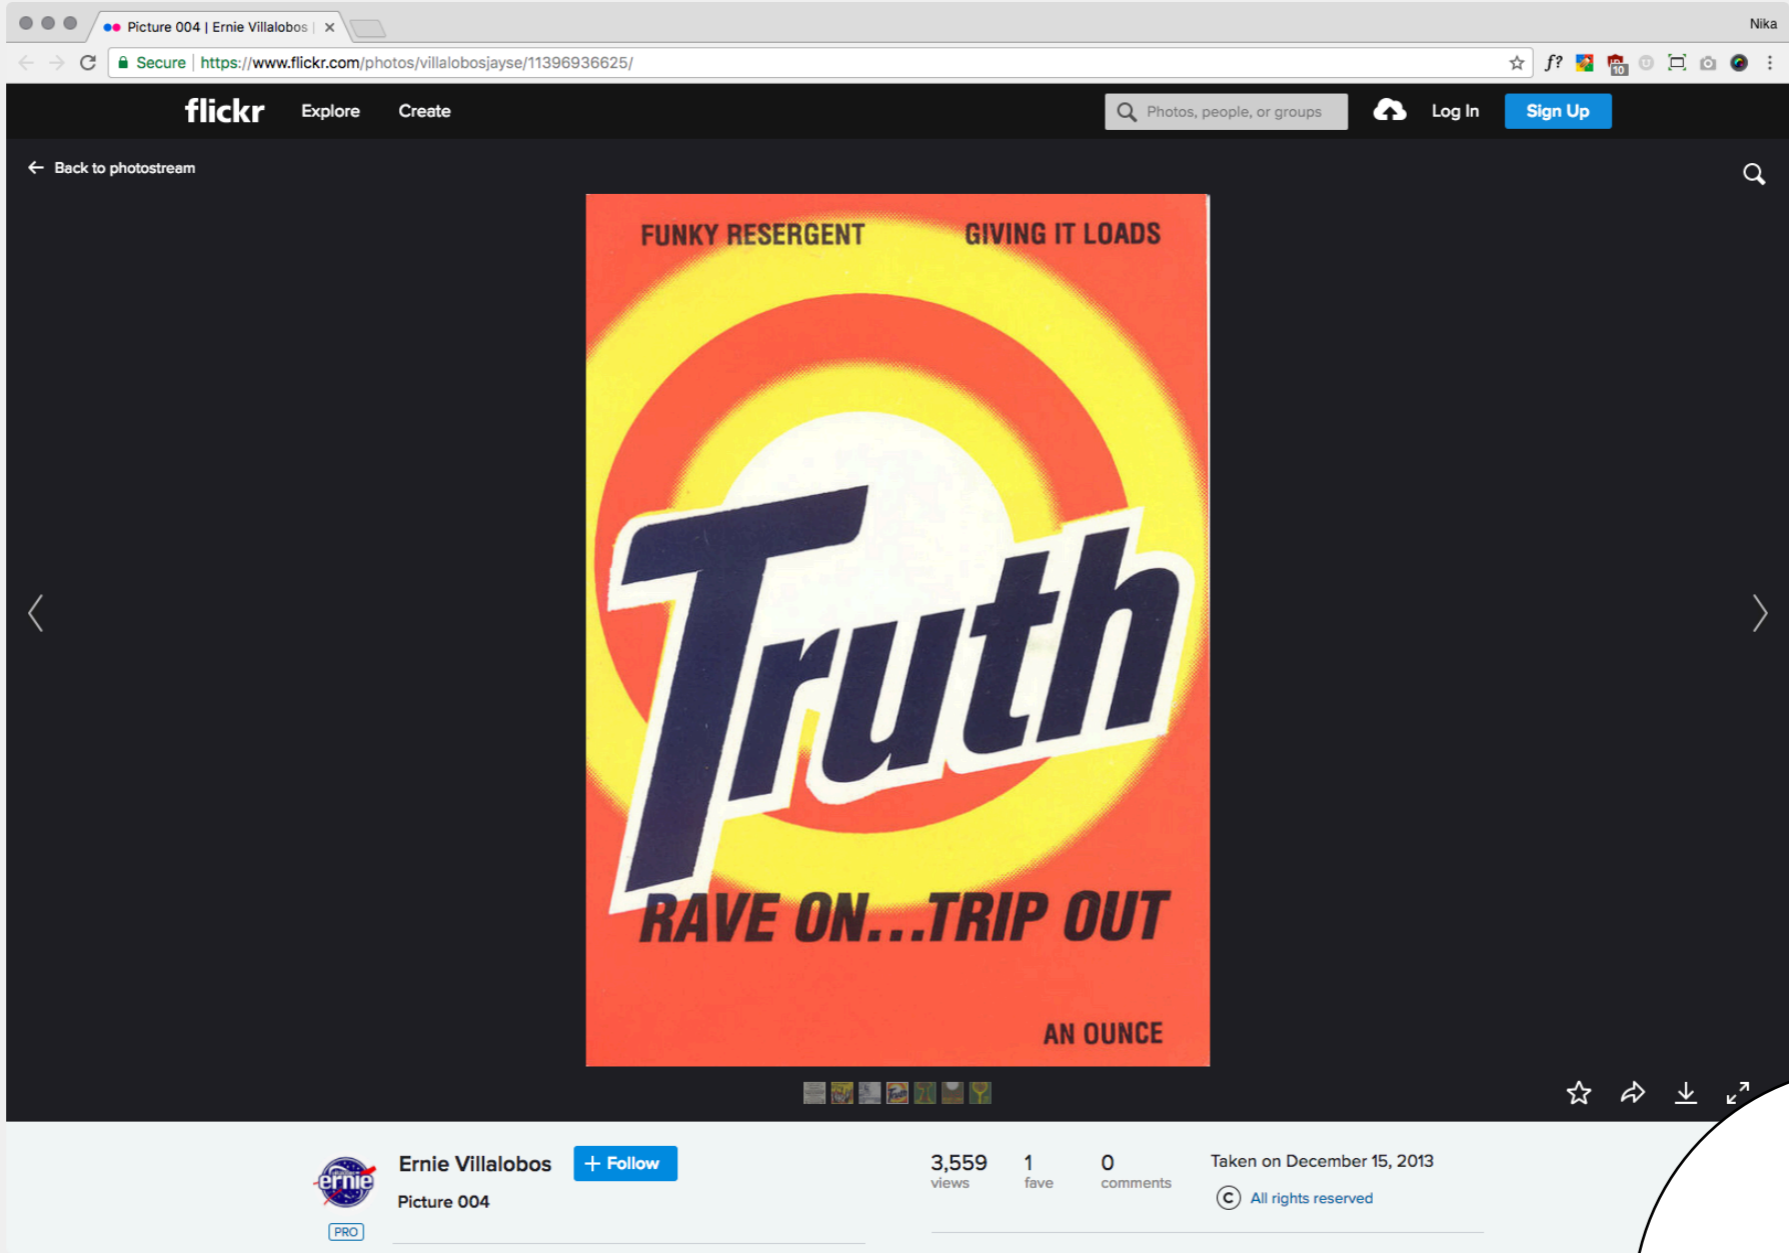 Picture 004 | Ernie Villalobos |
Nika
Secure | https://www.flickr.com/photos/villalobosjayse/11396936625/
f?
10
flickr Explore Create
Photos, people, or groups
Log In
Sign Up
Back to photostream
FUNKY RESERGENT
GIVING IT LOADS
Truth
RAVE ON...TRIP OUT
AN OUNCE
ernie
PRO
Ernie Villalobos
+ Follow
Picture 004
3,559
views
1
fave
0
comments
Taken on December 15, 2013
© All rights reserved